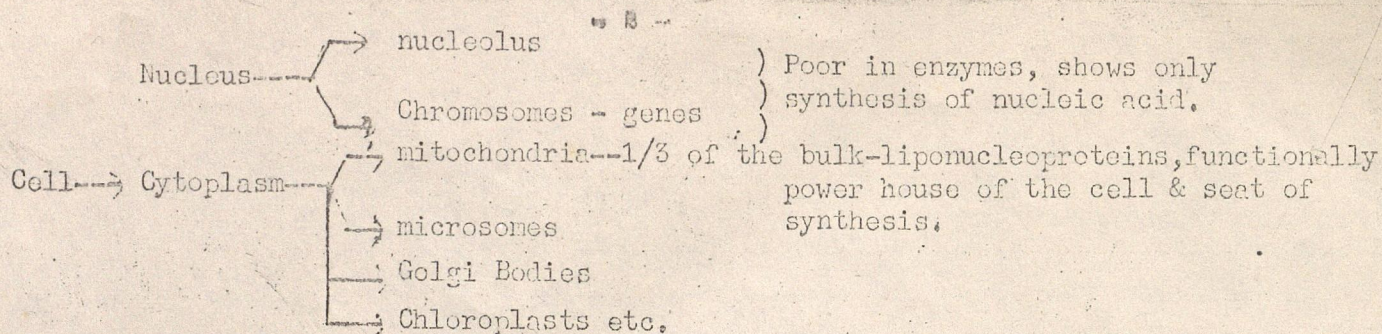 - B -
nucleolus
Nucleus----- ) Poor in enzymes, shows only
) synthesis of nucleic acid.
Chromosomes - genes )
mitochondria--1/3 of the bulk-liponucleoproteins,functionally
Cell---> Cytoplasm---- power house of the cell & seat of
synthesis.
microsomes
Golgi Bodies
Chloroplasts etc.